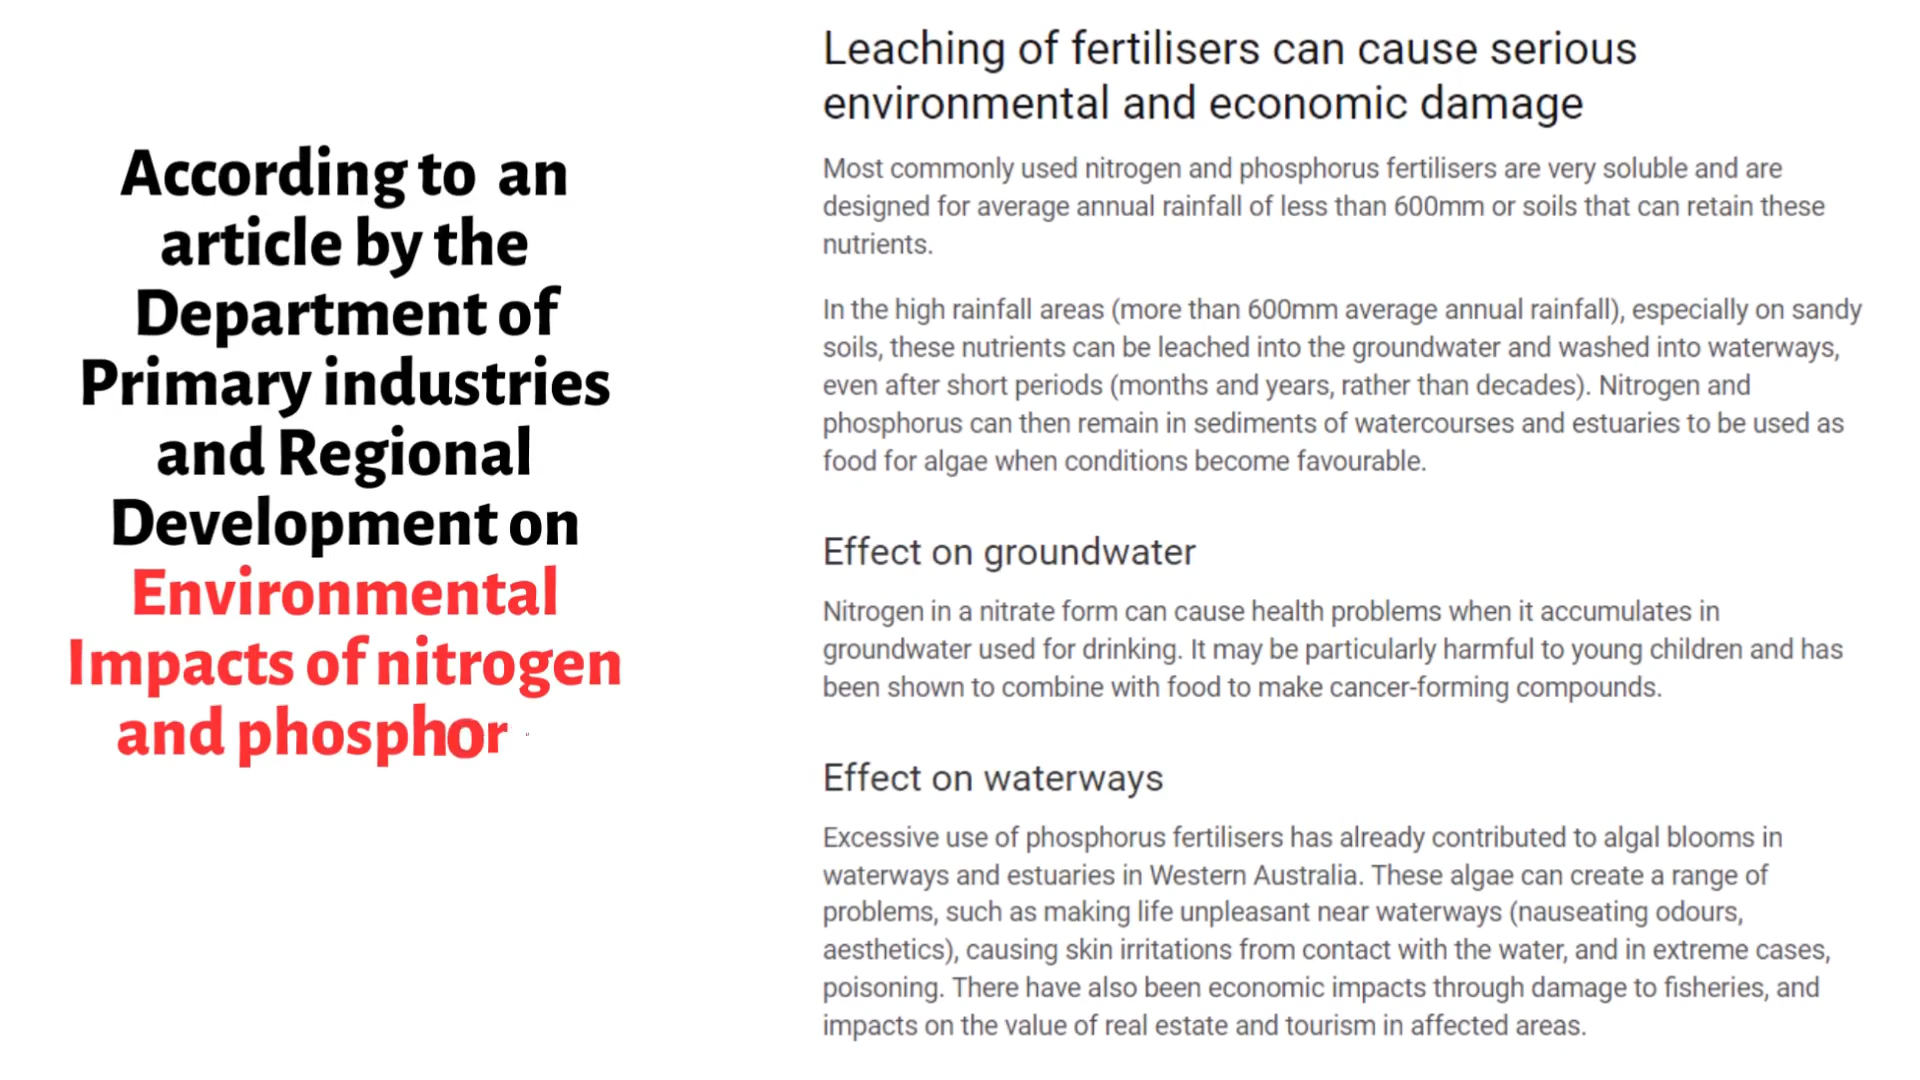 According to an
article by the
Department of
Primary industries
and Regional
Development on
Environmental
Impacts of nitrogen
and phosphor
Leaching of fertilisers can cause serious
environmental and economic damage
Most commonly used nitrogen and phosphorus fertilisers are very soluble and are
designed for average annual rainfall of less than 600mm or soils that can retain these
nutrients.
In the high rainfall areas (more than 600mm average annual rainfall), especially on sandy
soils, these nutrients can be leached into the groundwater and washed into waterways,
even after short periods (months and years, rather than decades). Nitrogen and
phosphorus can then remain in sediments of watercourses and estuaries to be used as
food for algae when conditions become favourable.
Effect on groundwater
Nitrogen in a nitrate form can cause health problems when it accumulates in
groundwater used for drinking. It may be particularly harmful to young children and has
been shown to combine with food to make cancer-forming compounds.
Effect on waterways
Excessive use of phosphorus fertilisers has already contributed to algal blooms in
waterways and estuaries in Western Australia. These algae can create a range of
problems, such as making life unpleasant near waterways (nauseating odours,
aesthetics), causing skin irritations from contact with the water, and in extreme cases,
poisoning. There have also been economic impacts through damage to fisheries, and
impacts on the value of real estate and tourism in affected areas.